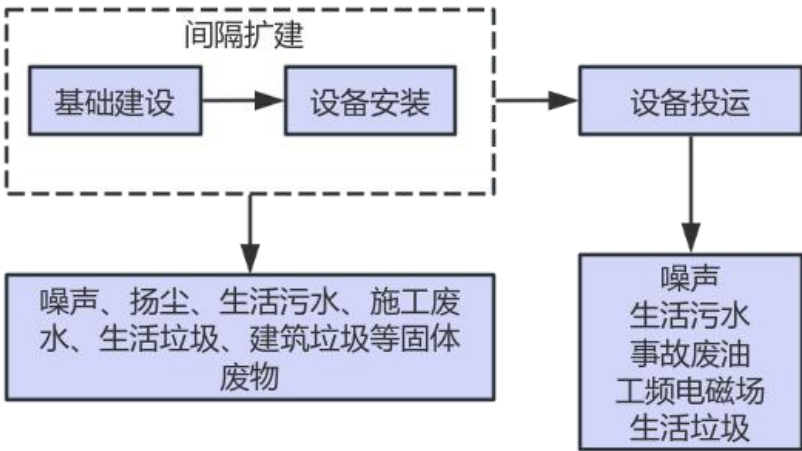 间隔扩建
基础建设
设备安装
设备投运
噪声、扬尘、生活污水、施工废
水、生活垃圾、建筑垃圾等固体
废物
噪声
生活污水
事故废油
工频电磁场
生活垃圾